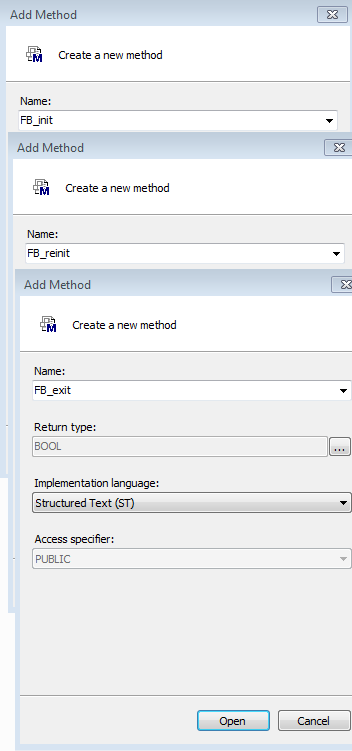 Add Method
Create a new method
Name:
FB_init
Add Method
Create a new method
Name:
FB_reinit
Add Method
Create a new method
Name:
FB_exit
Return type:
BOOL
...
Implementation language:
Structured Text (ST)
Access specifier:
PUBLIC
Open Cancel